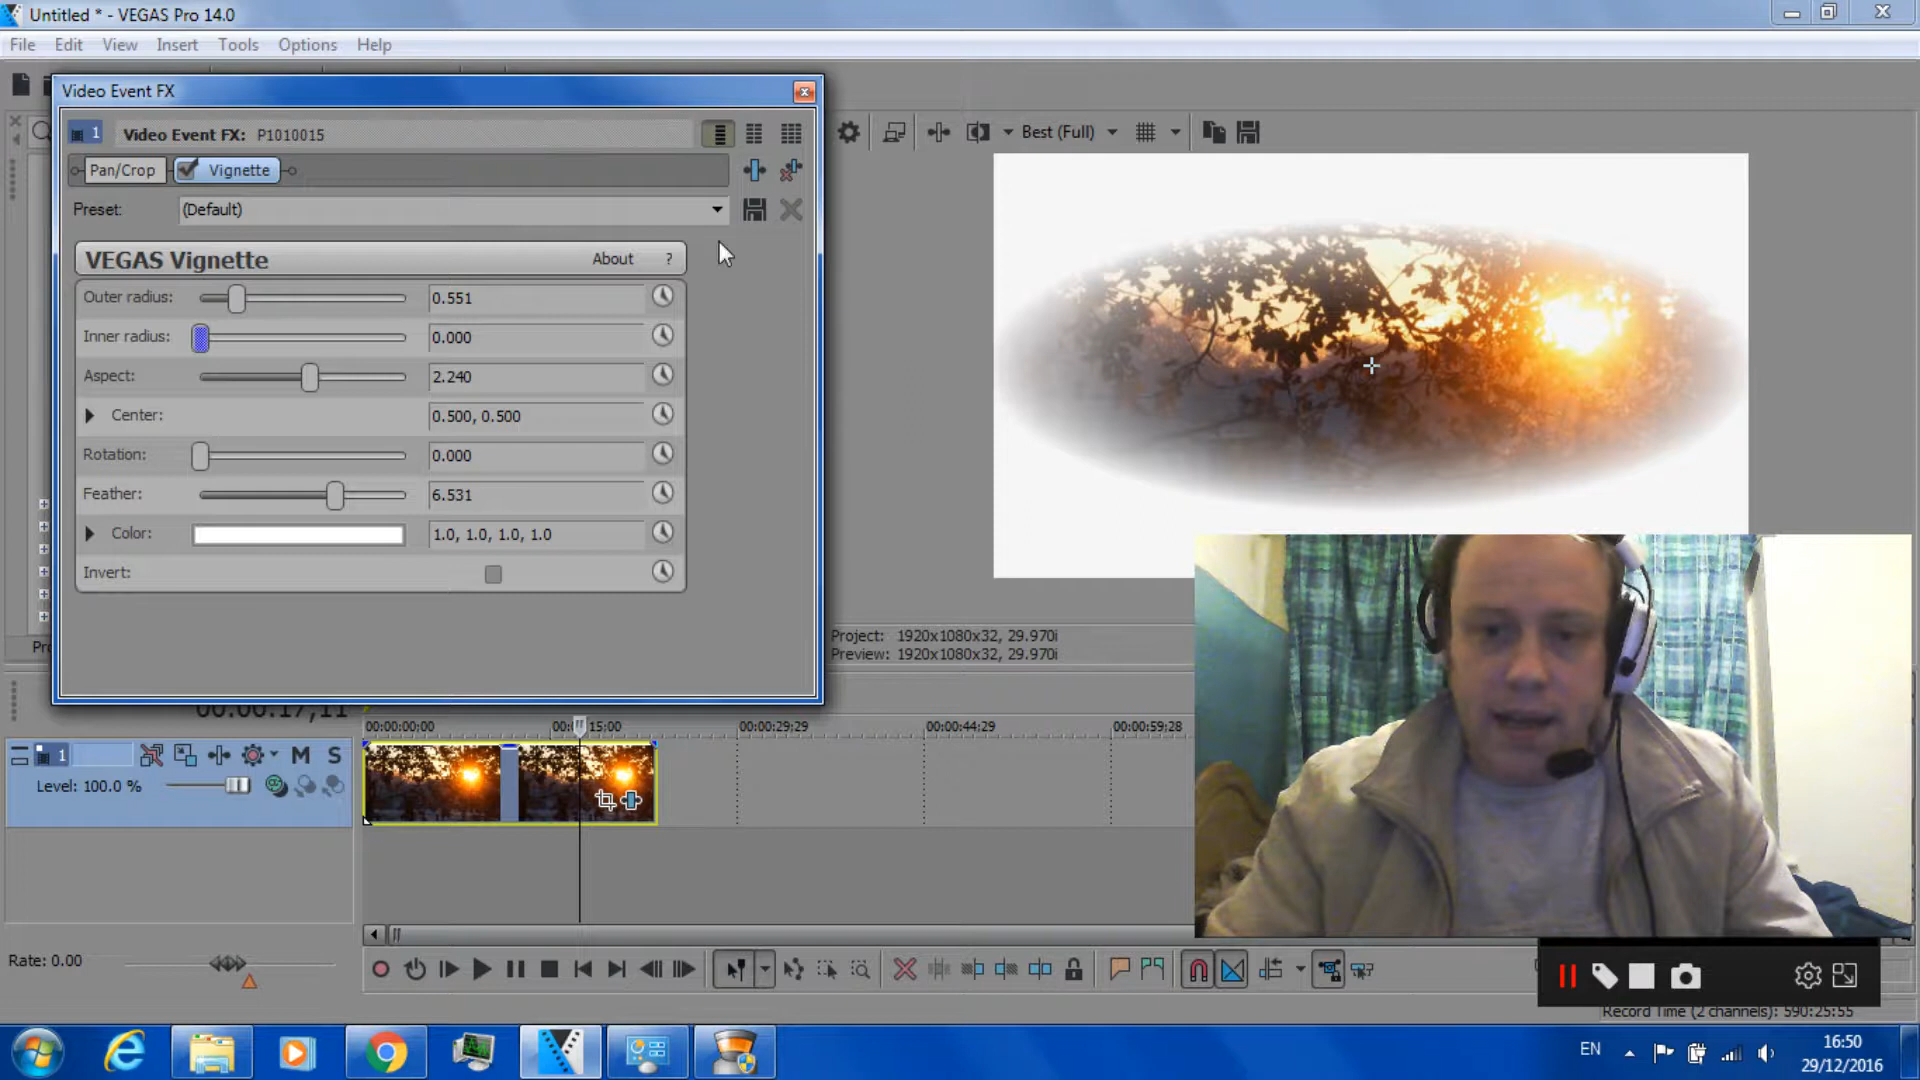 Untitled * - VEGAS Pro 14.0
File Edit View Insert Tools Options Help
Video Event FX
1 Video Event FX: P1010015
Best (Full)
Pan/Crop Vignette
Preset: (Default)
VEGAS Vignette About ?
Outer radius: 0.551
Inner radius: 0.000
Aspect: 2.240
Center: 0.500, 0.500
Rotation: 0.000
Feather: 6.531
Color: 1.0, 1.0, 1.0, 1.0
Invert:
Project: 1920x1080x32, 29.970i
Preview: 1920x1080x32, 29.970i
00:00:00;00 15:00 00:00:29;29 00:00:44;29 00:00:59;28
1 M S
Level: 100.0 %
Rate: 0.00
Record Time (2 channels): 590:25:55
EN 16:50
29/12/2016